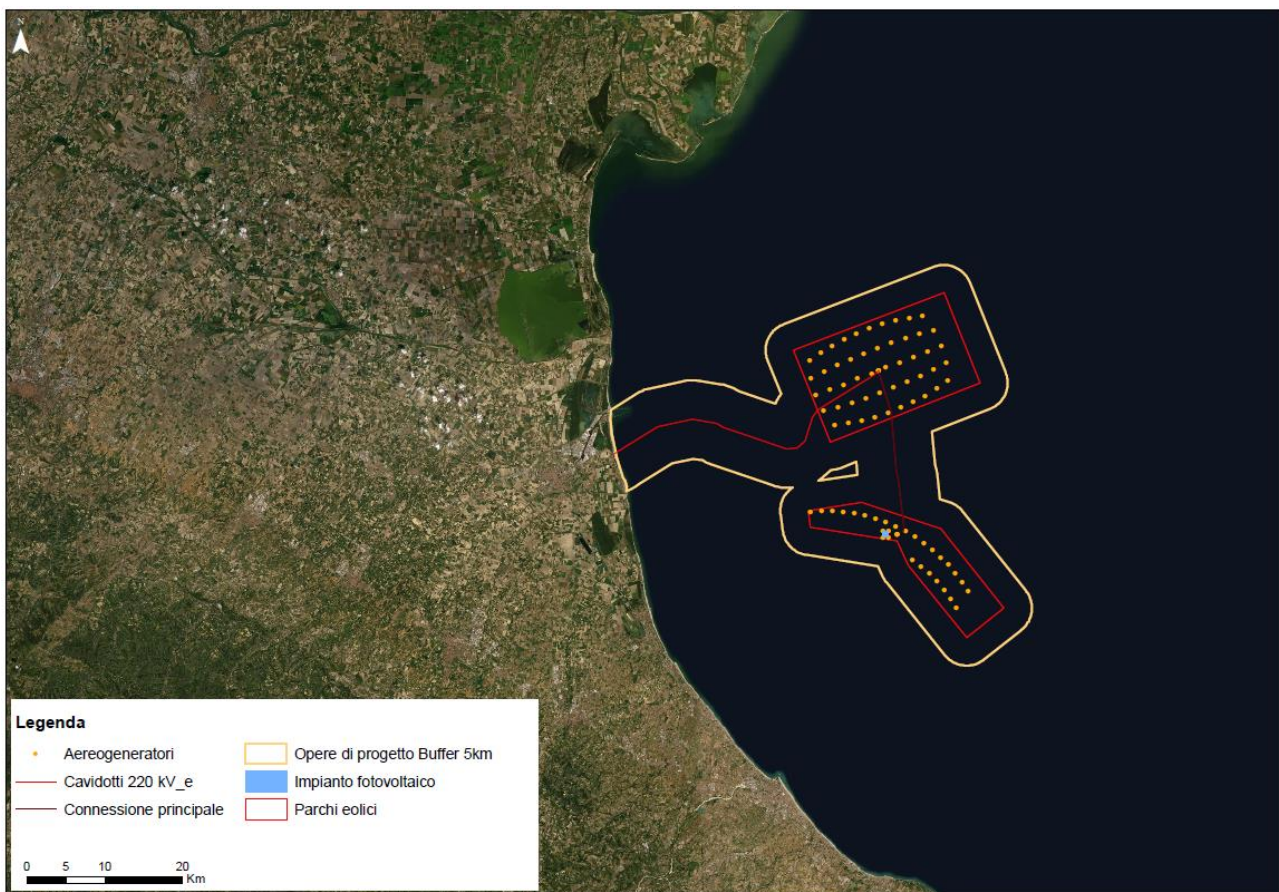 N
Legenda
Aereogeneratori
Cavidotti 220 kV_e
Connessione principale
Opere di progetto Buffer 5km
Impianto fotovoltaico
Parchi eolici
0 5 10 20
Km